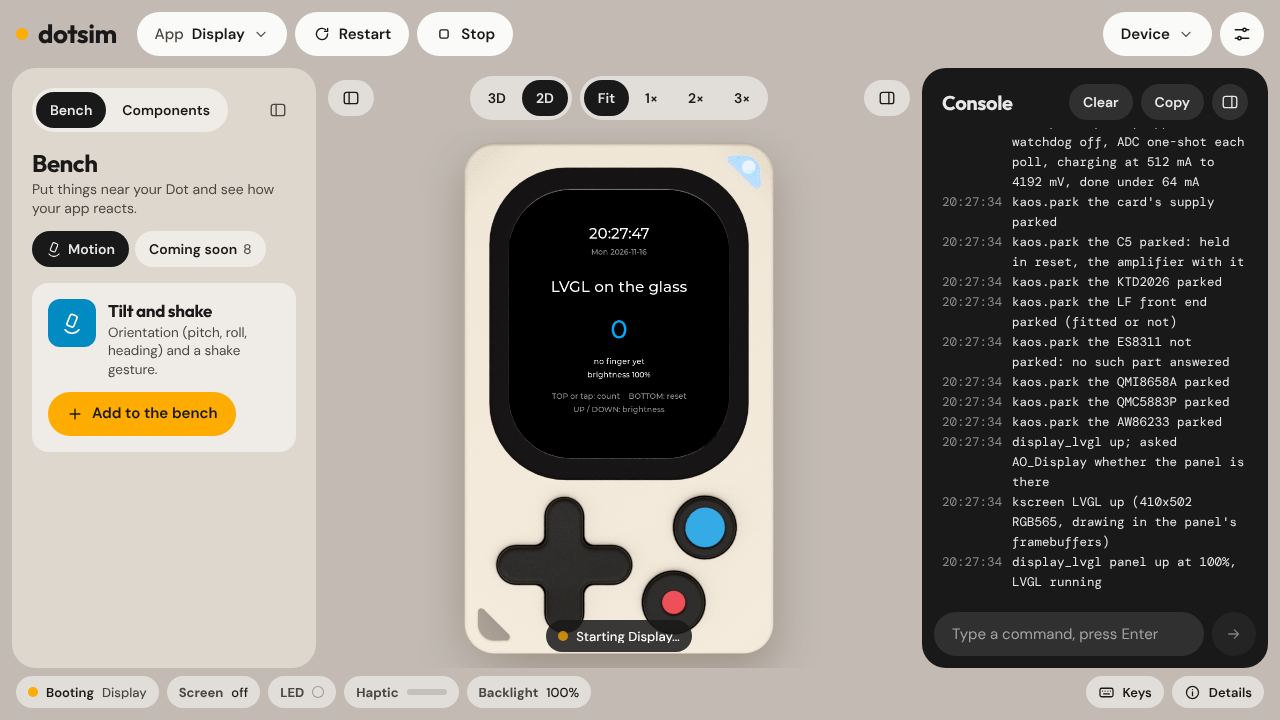 dotsim
App Display
Restart
Stop
Device
Bench
Components
Bench
Put things near your Dot and see how
your app reacts.
Motion
Coming soon 8
Tilt and shake
Orientation (pitch, roll,
heading) and a shake
gesture.
Add to the bench
3D
2D
Fit
1×
2×
3×
20:27:47
Mon 2026-11-16
LVGL on the glass
0
no finger yet
brightness 100%
TOP or tap: count BOTTOM: reset
UP / DOWN: brightness
Starting Display…
Console
Clear
Copy
watchdog off, ADC one-shot each
poll, charging at 512 mA to
4192 mV, done under 64 mA
20:27:34 kaos.park the card's supply
parked
20:27:34 kaos.park the C5 parked: held
in reset, the amplifier with it
20:27:34 kaos.park the KTD2026 parked
20:27:34 kaos.park the LF front end
parked (fitted or not)
20:27:34 kaos.park the ES8311 not
parked: no such part answered
20:27:34 kaos.park the QMI8658A parked
20:27:34 kaos.park the QMC5883P parked
20:27:34 kaos.park the AW86233 parked
20:27:34 display_lvgl up; asked
AO_Display whether the panel is
there
20:27:34 kscreen LVGL up (410x502
RGB565, drawing in the panel's
framebuffers)
20:27:34 display_lvgl panel up at 100%,
LVGL running
Type a command, press Enter
Booting Display
Screen off
LED
Haptic
Backlight 100%
Keys
Details